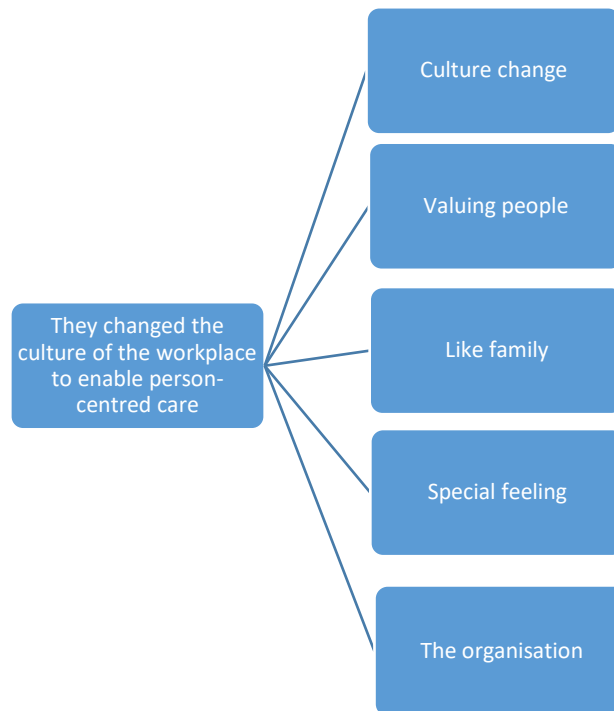 Culture change
Valuing people
They changed the
culture of the workplace
to enable person-
centred care
Like family
Special feeling
The organisation